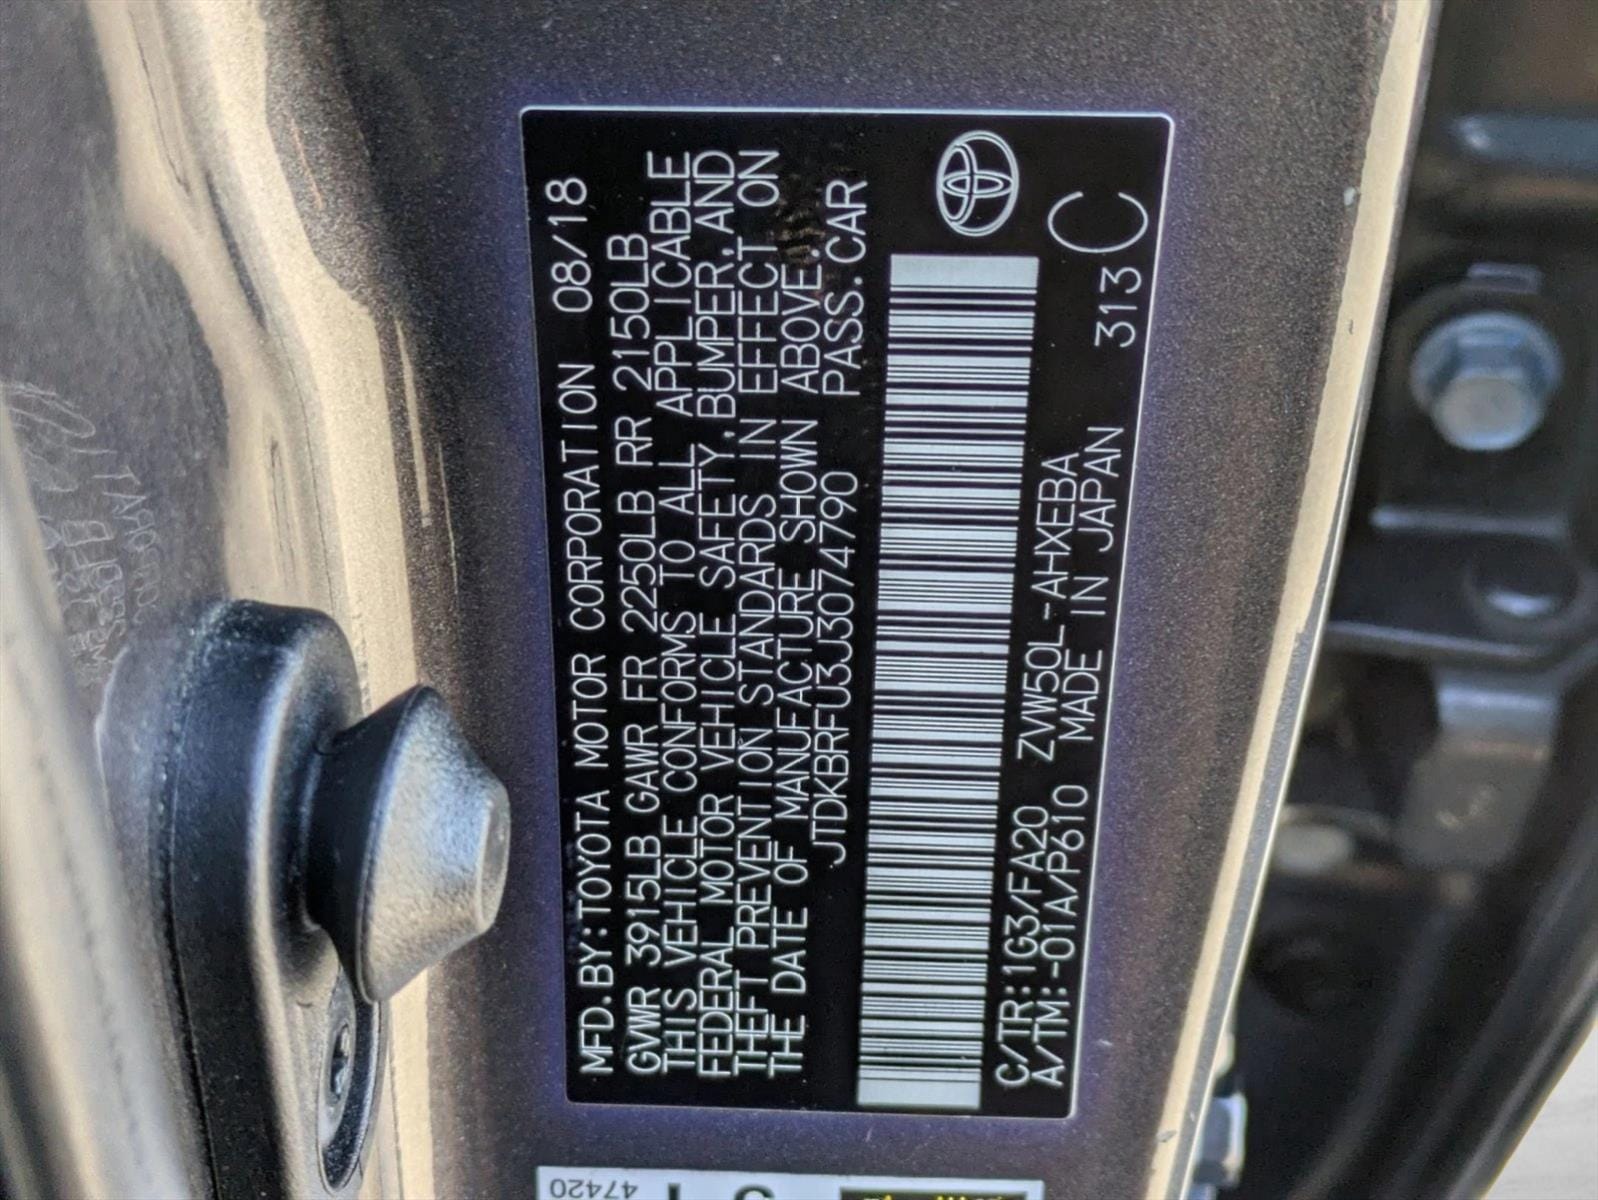 MFD.BY:TOYOTA MOTOR CORPORATION 08/18
GVWR 3915LB GAWR FR 2250LB RR 2150LB
THIS VEHICLE CONFORMS TO ALL APPLICABLE
FEDERAL MOTOR VEHICLE SAFETY,BUMPER,AND
THEFT PREVENTION STANDARDS IN EFFECT ON
THE DATE OF MANUFACTURE SHOWN ABOVE.
JTDKBRFU3J3074790 PASS.CAR
C/TR:1G3/FA20 ZVW50L-AHXEBA
A/TM:-01A/P610 MADE IN JAPAN 313 C
47420